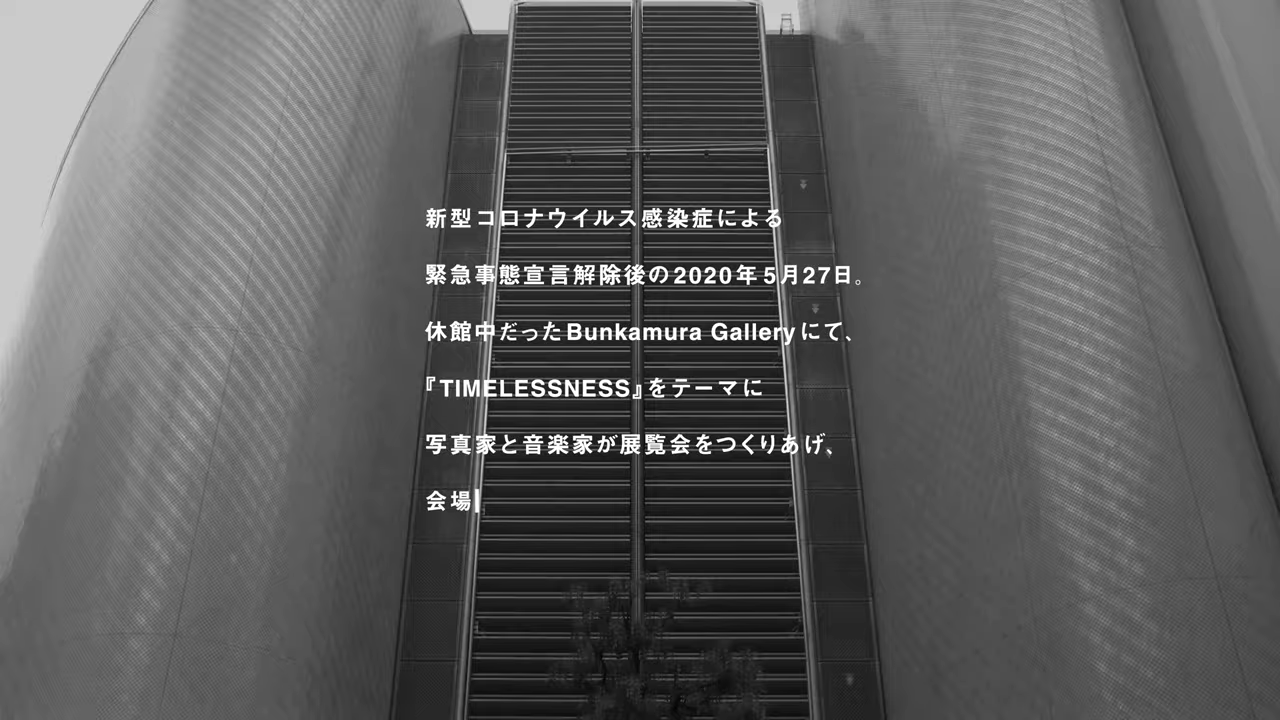 新型コロナウイルス感染症による
緊急事態宣言解除後の2020年5月27日。
休館中だったBunkamura Galleryにて、
『TIMELESSNESS』をテーマに
写真家と音楽家が展覧会をつくりあげ、
会場